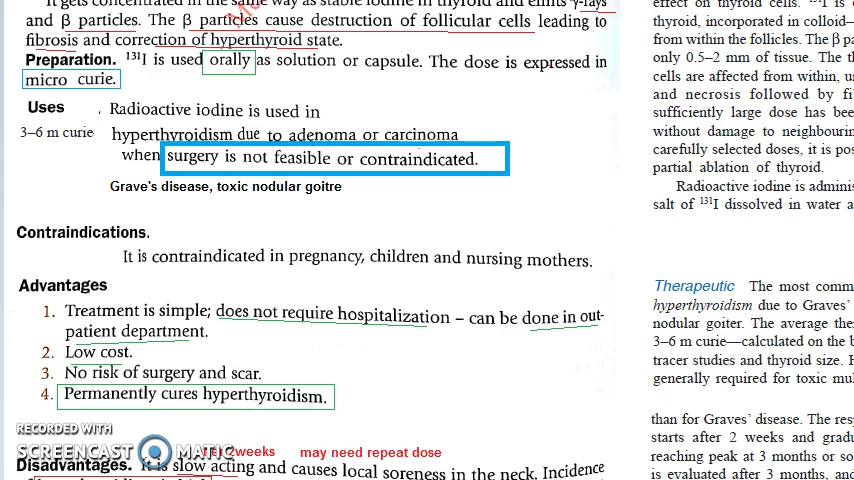 It gets concentrated in the same way as stable iodine in thyroid and emits γ-rays
and β particles. The β particles cause destruction of follicular cells leading to
fibrosis and correction of hyperthyroid state.
Preparation. ¹³¹I is used orally as solution or capsule. The dose is expressed in
micro curie.
Uses . Radioactive iodine is used in
3–6 m curie hyperthyroidism due to adenoma or carcinoma
when surgery is not feasible or contraindicated.
Grave's disease, toxic nodular goitre
Contraindications.
It is contraindicated in pregnancy, children and nursing mothers.
Advantages
1. Treatment is simple; does not require hospitalization – can be done in out-
patient department.
2. Low cost.
3. No risk of surgery and scar.
4. Permanently cures hyperthyroidism.
RECORDED WITH
SCREENCAST MATIC
2weeks may need repeat dose
Disadvantages. It is slow acting and causes local soreness in the neck. Incidence
effect on thyroid cells. ¹³¹I is
thyroid, incorporated in colloid—
from within the follicles. The β pa
only 0.5–2 mm of tissue. The th
cells are affected from within, u
and necrosis followed by fi
sufficiently large dose has bee
without damage to neighbourin
carefully selected doses, it is pos
partial ablation of thyroid.
Radioactive iodine is adminis
salt of ¹³¹I dissolved in water a
Therapeutic The most comm
hyperthyroidism due to Graves'
nodular goiter. The average the
3–6 m curie—calculated on the b
tracer studies and thyroid size. H
generally required for toxic mul
than for Graves' disease. The resp
starts after 2 weeks and gradu
reaching peak at 3 months or so
is evaluated after 3 months, and